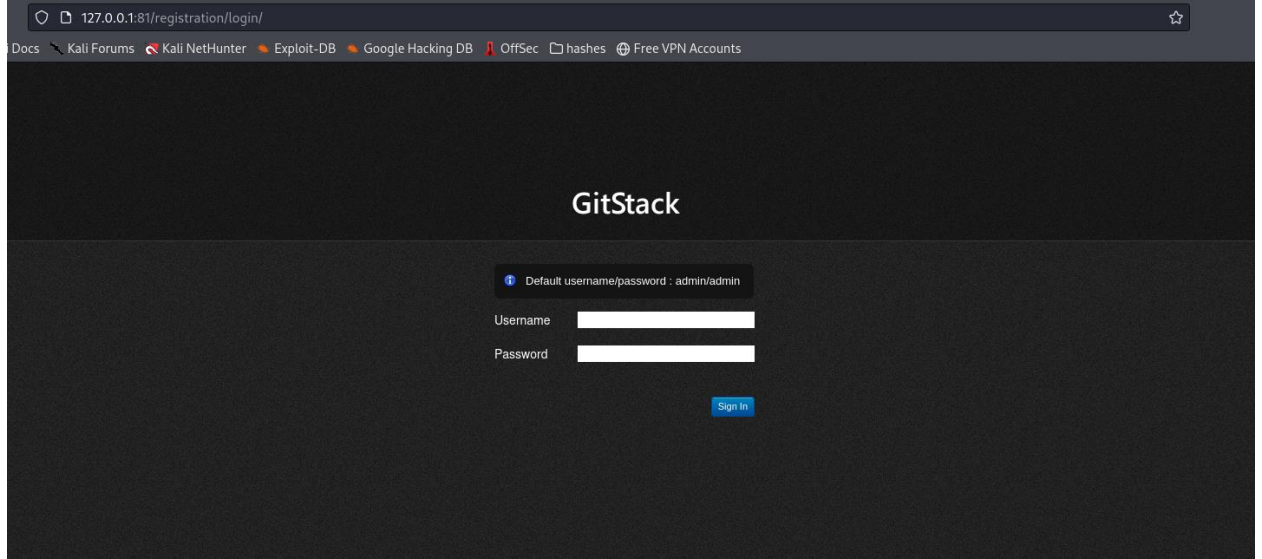 127.0.0.1:81/registration/login/
Docs Kali Forums Kali NetHunter Exploit-DB Google Hacking DB OffSec hashes Free VPN Accounts
GitStack
Default username/password : admin/admin
Username
Password
Sign In